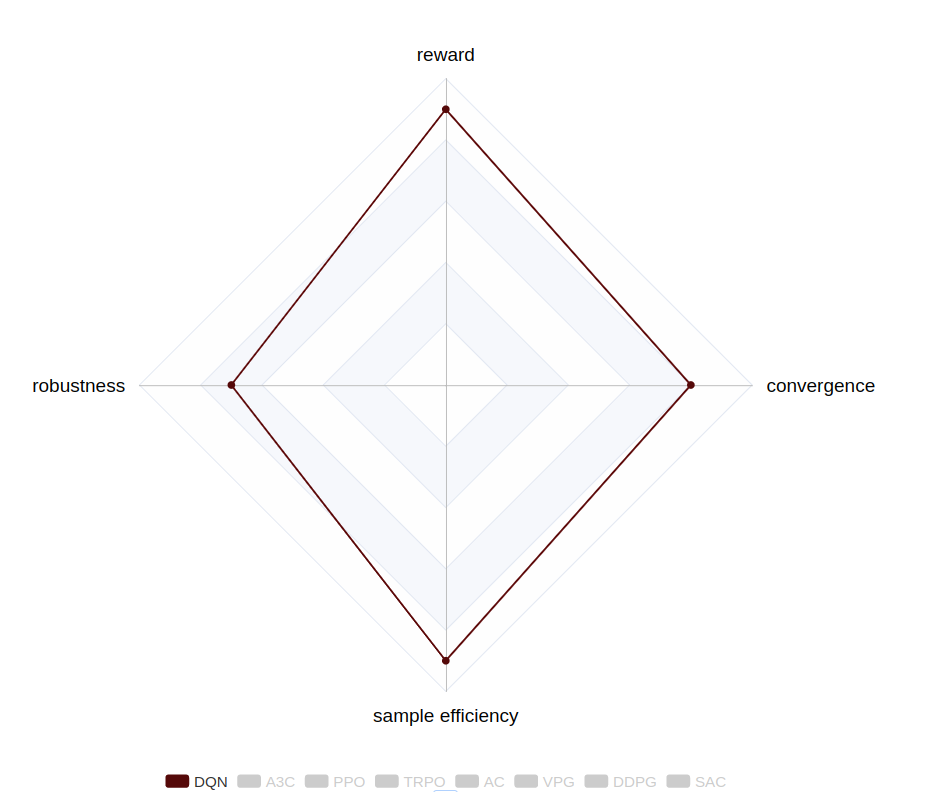 reward
robustness
convergence
sample efficiency
DQN A3C PPO TRPO AC VPG DDPG SAC